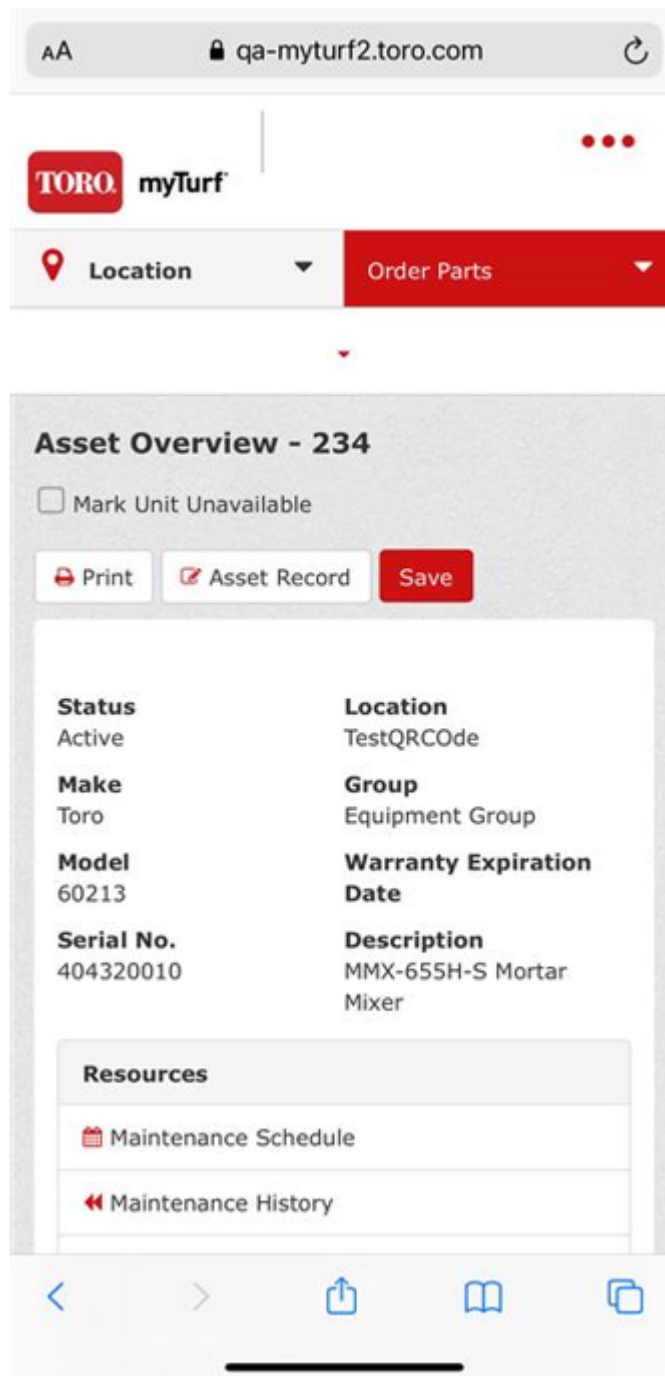 AA qa-myturf2.toro.com
TORO. myTurf
Location
Order Parts
Asset Overview - 234
Mark Unit Unavailable
Print
Asset Record
Save
Status
Active
Location
TestQRCOde
Make
Toro
Group
Equipment Group
Model
60213
Warranty Expiration
Date
Serial No.
404320010
Description
MMX-655H-S Mortar
Mixer
Resources
Maintenance Schedule
Maintenance History